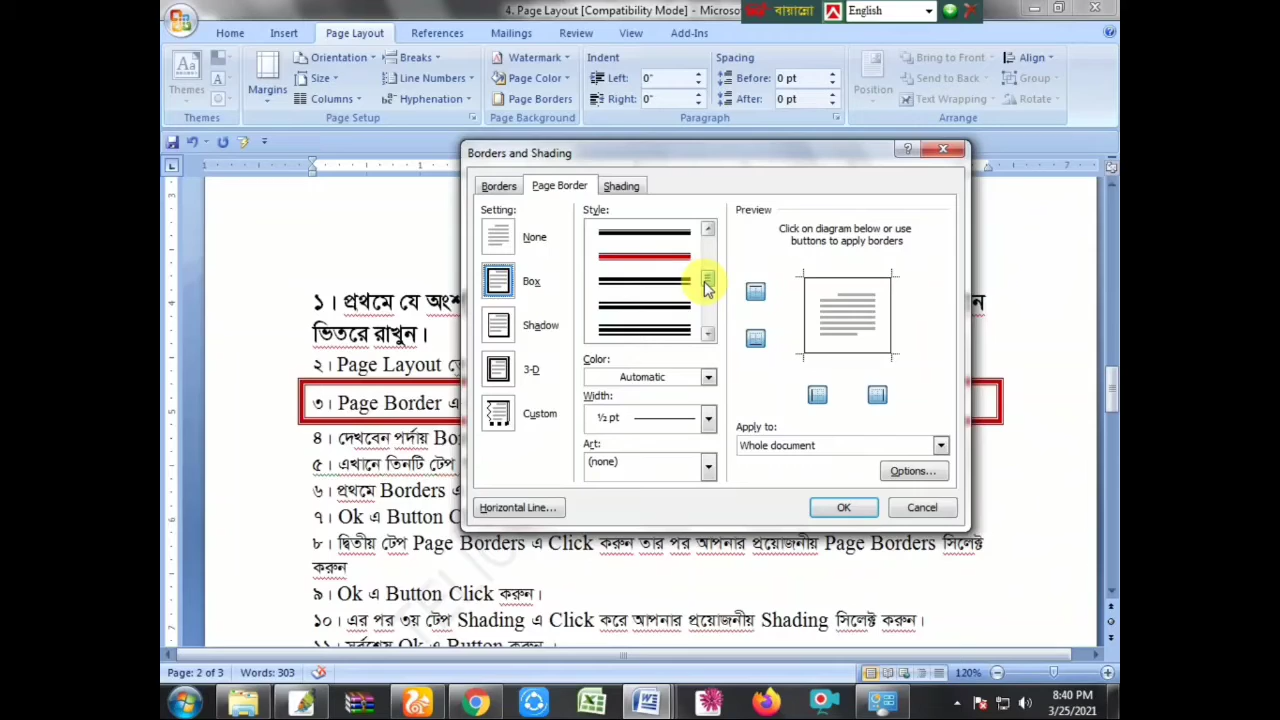 4. Page Layout [Compatibility Mode] - Microso
বায়ান্নো
English
Home Insert Page Layout References Mailings Review View Add-Ins
Themes
Margins
Orientation Breaks
Size Line Numbers
Columns Hyphenation
Watermark
Page Color
Page Borders
Indent
Left: 0"
Right: 0"
Spacing
Before: 0 pt
After: 0 pt
Position
Bring to Front
Send to Back
Text Wrapping
Align
Group
Rotate
Themes Page Setup Page Background Paragraph Arrange
Borders and Shading
Borders Page Border Shading
Setting:
None
Box
Shadow
3-D
Custom
Style:
Color:
Automatic
Width:
½ pt
Art:
(none)
Preview
Click on diagram below or use
buttons to apply borders
Apply to:
Whole document
Options...
Horizontal Line...
OK Cancel
১। প্রথমে যে অংশ ন
ভিতরে রাখুন।
২। Page Layout
৩। Page Border এ
৪। দেখবেন পর্দায় Bo
৫। এখানে তিনটি টেপ
৬। প্রথমে Borders এ
৭। Ok এ Button C
৮। দ্বিতীয় টেপ Page Borders এ Click করুন তার পর আপনার প্রয়োজনীয় Page Borders সিলেক্ট
করুন
৯। Ok এ Button Click করুন।
১০। এর পর ৩য় টেপ Shading এ Click করে আপনার প্রয়োজনীয় Shading সিলেক্ট করুন।
১১। সর্বশেষ Ok এ Button করুন ।
Page: 2 of 3 Words: 303 120%
8:40 PM
3/25/2021